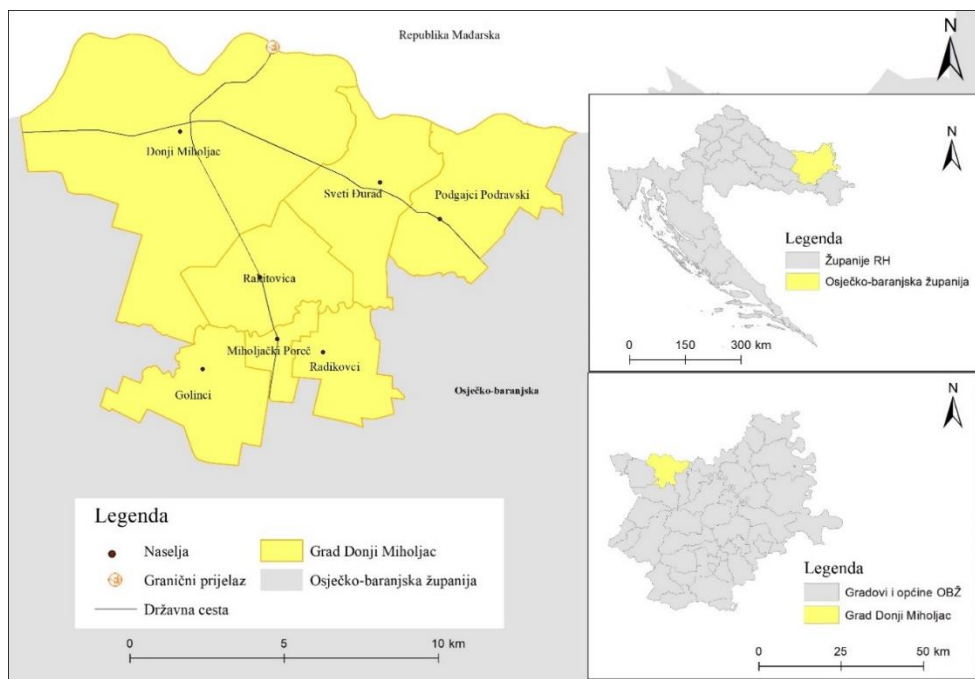 Republika Mađarska
N
Donji Miholjac
Sveti Đurađ
Podgajci Podravski
Rakitovica
Miholjački Poreč
Radikovci
Golinci
Osječko-baranjska
Legenda
Naselja
Granični prijelaz
Državna cesta
Grad Donji Miholjac
Osječko-baranjska županija
0 5 10 km
N
Legenda
Županije RH
Osječko-baranjska županija
0 150 300 km
N
Legenda
Gradovi i općine OBŽ
Grad Donji Miholjac
0 25 50 km